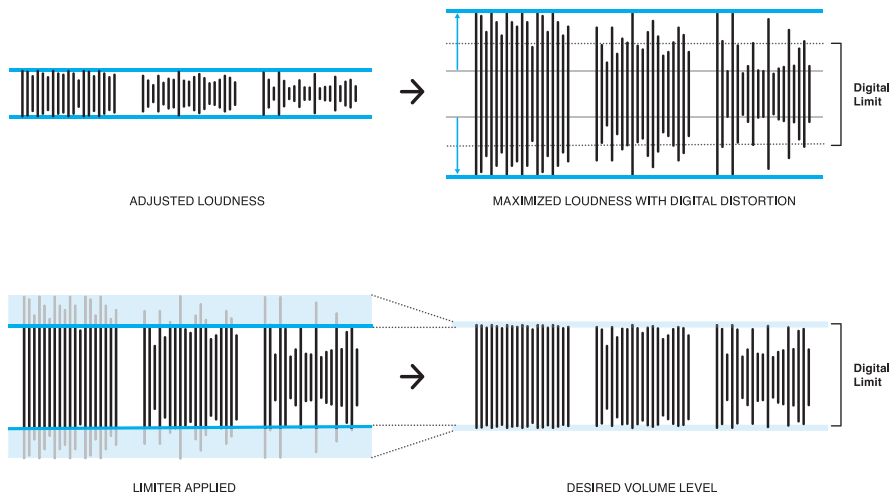 Digital
Limit
ADJUSTED LOUDNESS
MAXIMIZED LOUDNESS WITH DIGITAL DISTORTION
Digital
Limit
LIMITER APPLIED
DESIRED VOLUME LEVEL